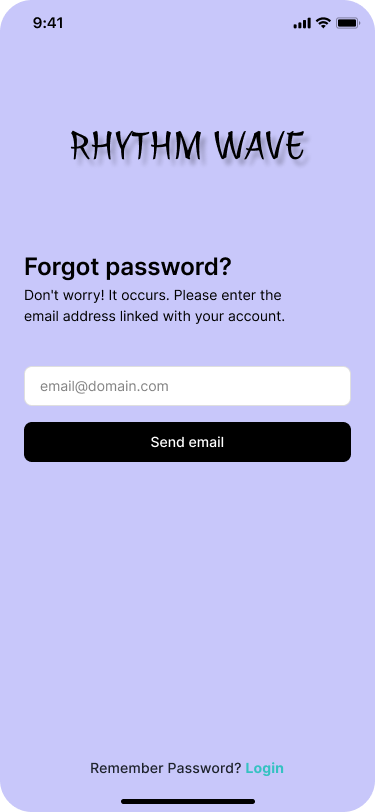 9:41
RHYTHM WAVE
Forgot password?
Don't worry! It occurs. Please enter the
email address linked with your account.
email@domain.com
Send email
Remember Password? Login